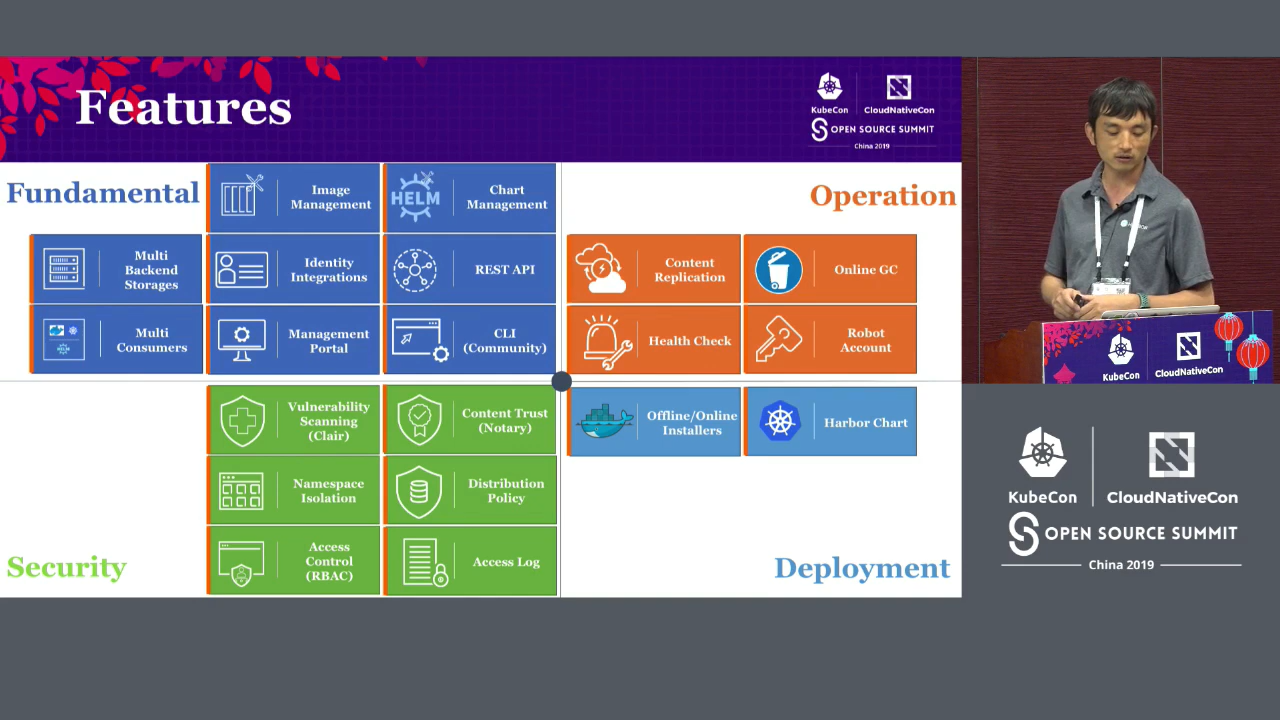 Features
KubeCon
CloudNativeCon
OPEN SOURCE SUMMIT
China 2019
Fundamental
Image
Management
HELM
Chart
Management
Operation
Multi
Backend
Storages
Identity
Integrations
REST API
Content
Replication
Online GC
Multi
Consumers
Management
Portal
CLI
(Community)
Health Check
Robot
Account
Vulnerability
Scanning
(Clair)
Content Trust
(Notary)
Offline/Online
Installers
Harbor Chart
Namespace
Isolation
Distribution
Policy
Access
Control
(RBAC)
Access Log
Security
Deployment
KubeCon
CloudNativeCon
KubeCon
CloudNativeCon
OPEN SOURCE SUMMIT
China 2019